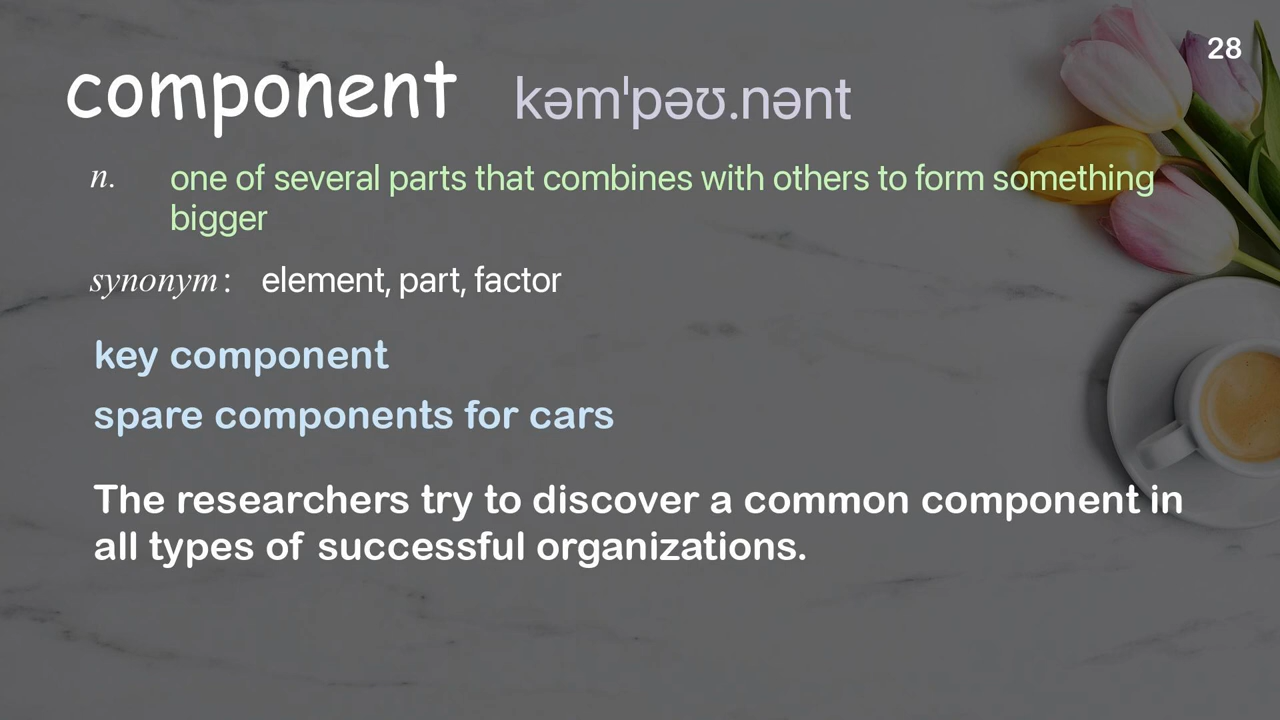 28
component kəmˈpəʊ.nənt
n. one of several parts that combines with others to form something
bigger
synonym: element, part, factor
key component
spare components for cars
The researchers try to discover a common component in
all types of successful organizations.